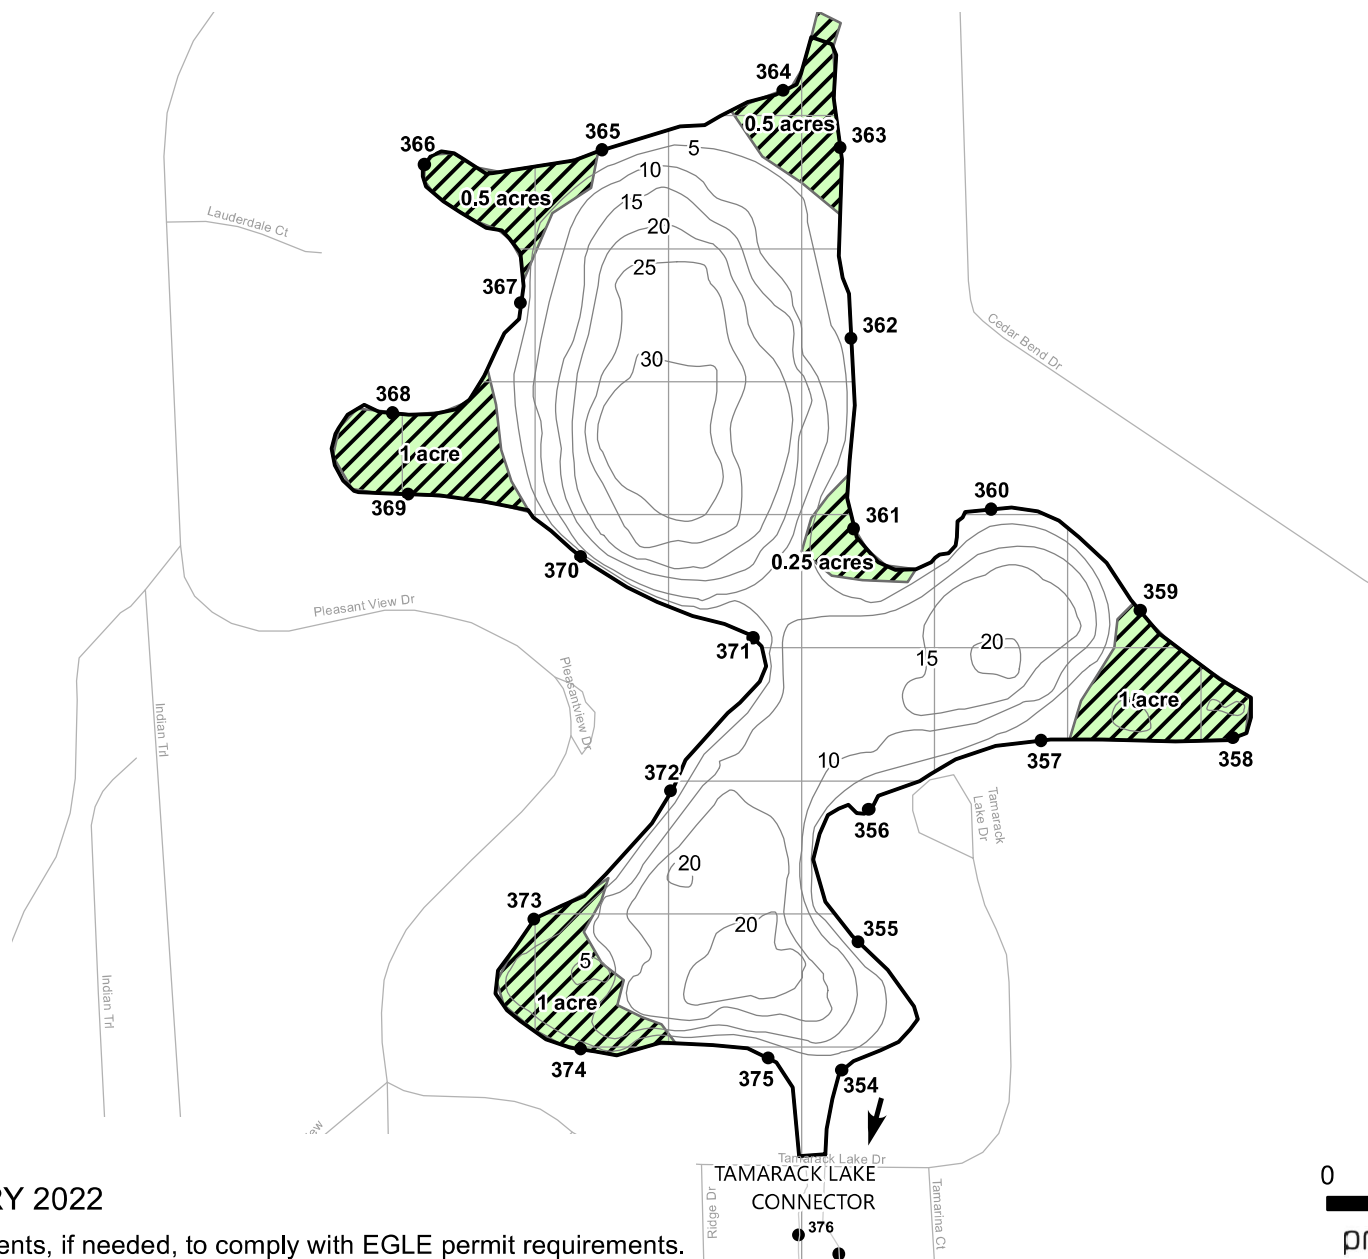 364
0.5 acres
363
365
5
366
10
0.5 acres
15
Lauderdale Ct
20
25
367
362
Cedar Bend Dr
30
368
1 acre
369
360
361
0.25 acres
370
359
Pleasant View Dr
371
20
15
Pleasantview Dr
1 acre
Indian Trl
358
357
10
372
Tamarack
Lake Dr
356
20
373
20
355
5
Indian Trl
1 acre
374
375
354
Tamarack Lake Dr
TAMARACK LAKE
CONNECTOR
0
RY 2022
Ridge Dr
Tamarina Ct
376
ents, if needed, to comply with EGLE permit requirements.